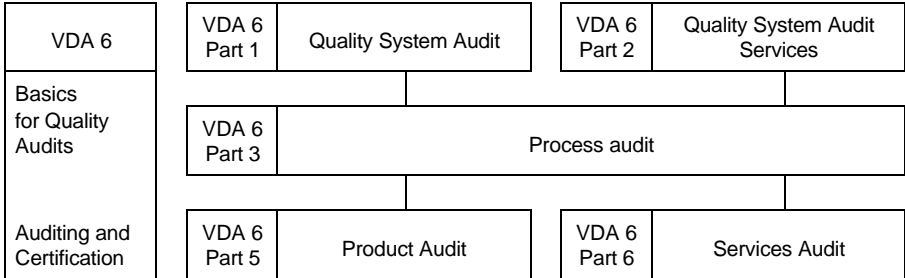 VDA 6
Basics
for Quality
Audits
Auditing and
Certification
VDA 6
Part 1
Quality System Audit
VDA 6
Part 2
Quality System Audit
Services
VDA 6
Part 3
Process audit
VDA 6
Part 5
Product Audit
VDA 6
Part 6
Services Audit